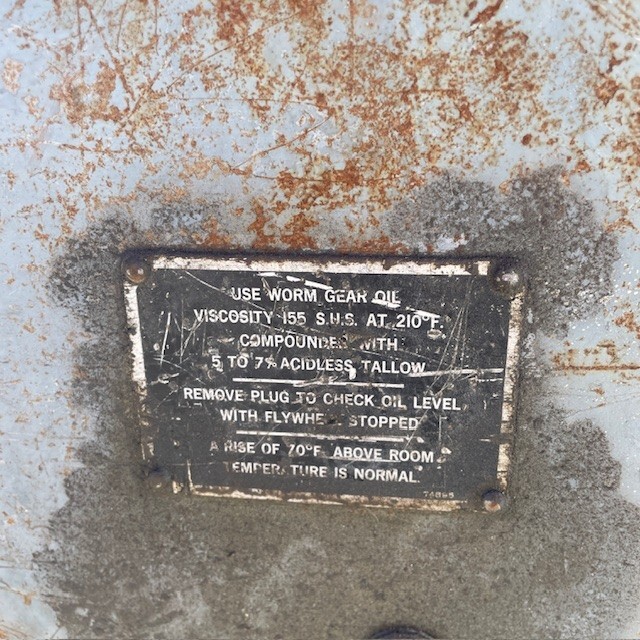 USE WORM GEAR OIL
VISCOSITY 155 S.U.S. AT 210°F.
COMPOUNDED WITH
5 TO 7% ACIDLESS TALLOW
REMOVE PLUG TO CHECK OIL LEVEL
WITH FLYWHEEL STOPPED
A RISE OF 70°F. ABOVE ROOM
TEMPERATURE IS NORMAL.